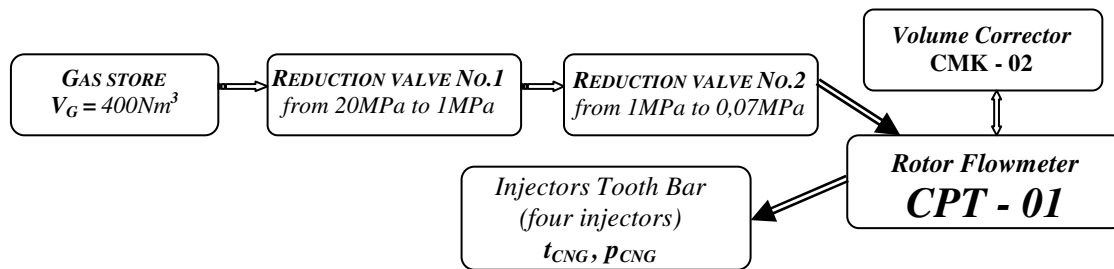 GAS STORE
V_G = 400Nm³
REDUCTION VALVE NO.1
from 20MPa to 1MPa
REDUCTION VALVE NO.2
from 1MPa to 0,07MPa
Volume Corrector
CMK - 02
Rotor Flowmeter
CPT - 01
Injectors Tooth Bar
(four injectors)
t_CNG , p_CNG